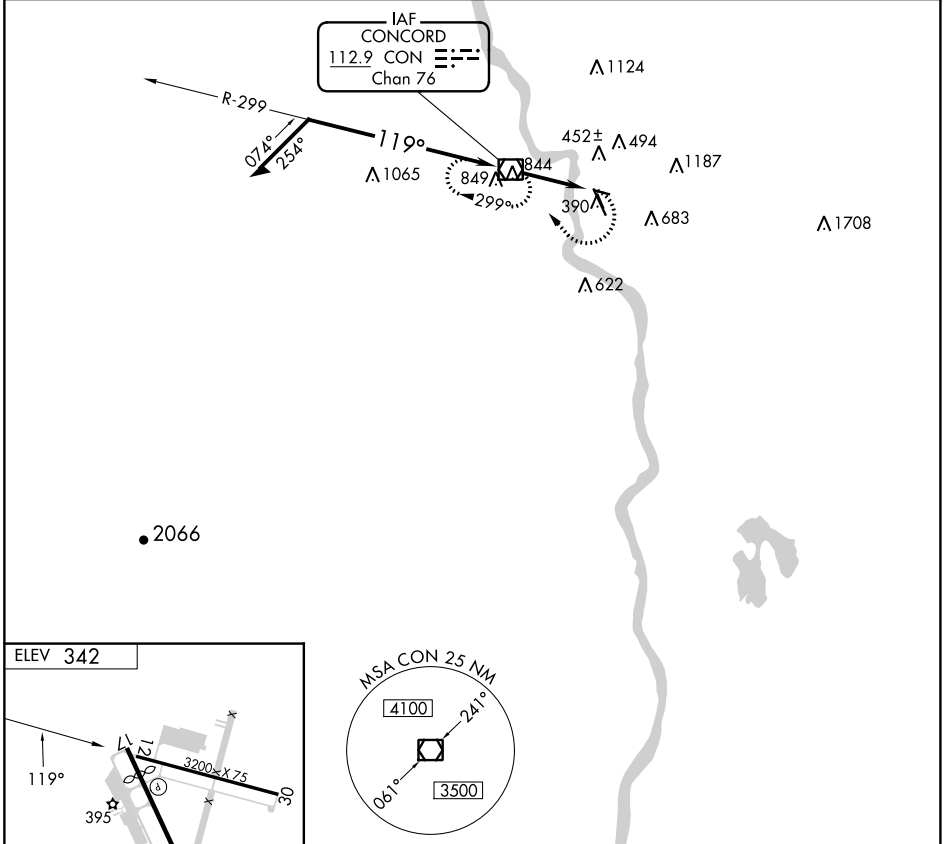 IAF
CONCORD
112.9 CON
Chan 76
1124
R-299
119°
452±
494
074°
254°
1065
849
844
1187
299°
390
683
1708
622
2066
ELEV 342
MSA CON 25 NM
4100
241°
061°
3500
17
12
3200 X 75
30
119°
P
395
X
X
X